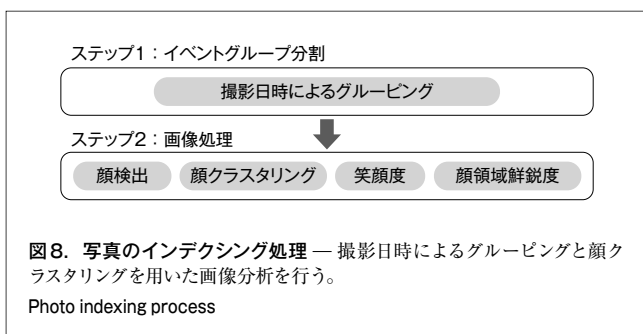 ステップ1：イベントグループ分割
撮影日時によるグルーピング
ステップ2：画像処理
顔検出 顔クラスタリング 笑顔度 顔領域鮮鋭度
図8．写真のインデクシング処理 — 撮影日時によるグルーピングと顔ク
ラスタリングを用いた画像分析を行う。
Photo indexing process